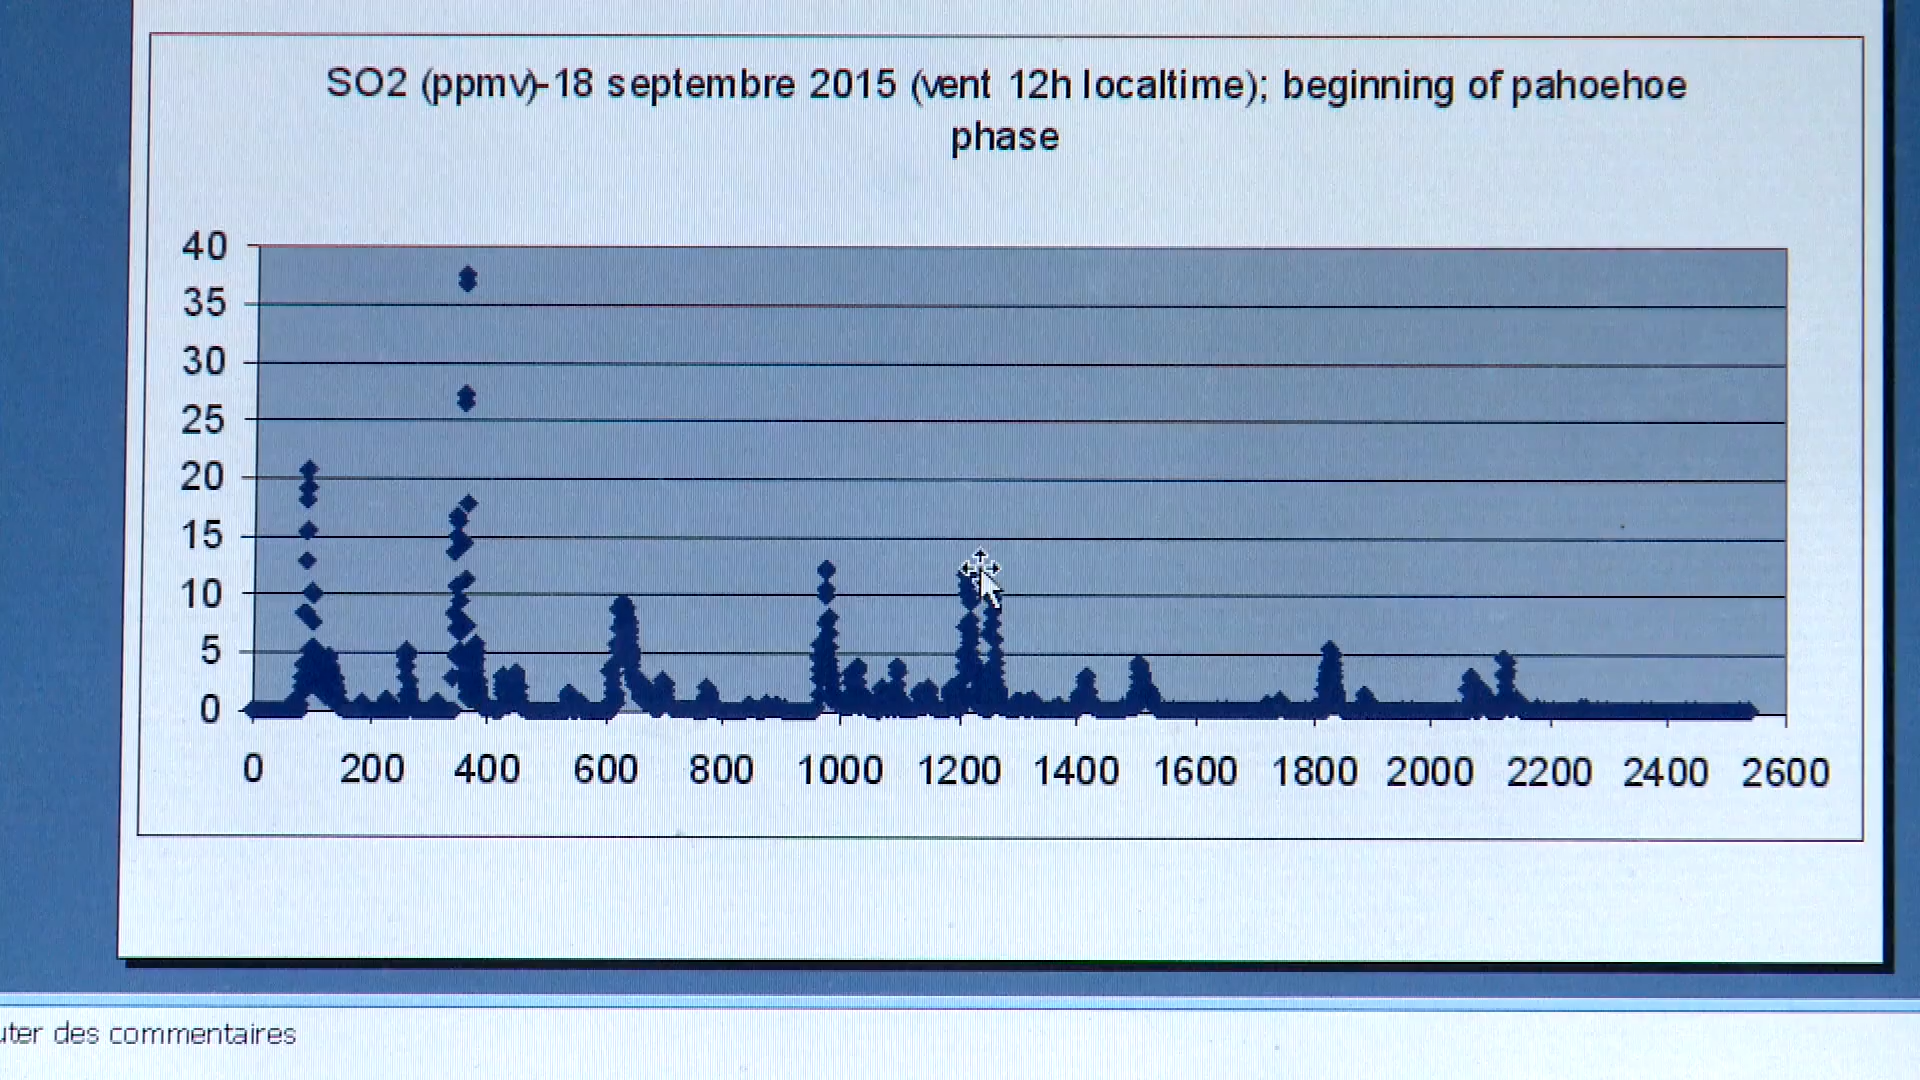 SO2 (ppmv)-18 septembre 2015 (vent 12h localtime); beginning of pahoehoe
phase
40
35
30
25
20
15
10
5
0
0 200 400 600 800 1000 1200 1400 1600 1800 2000 2200 2400 2600
des commentaires